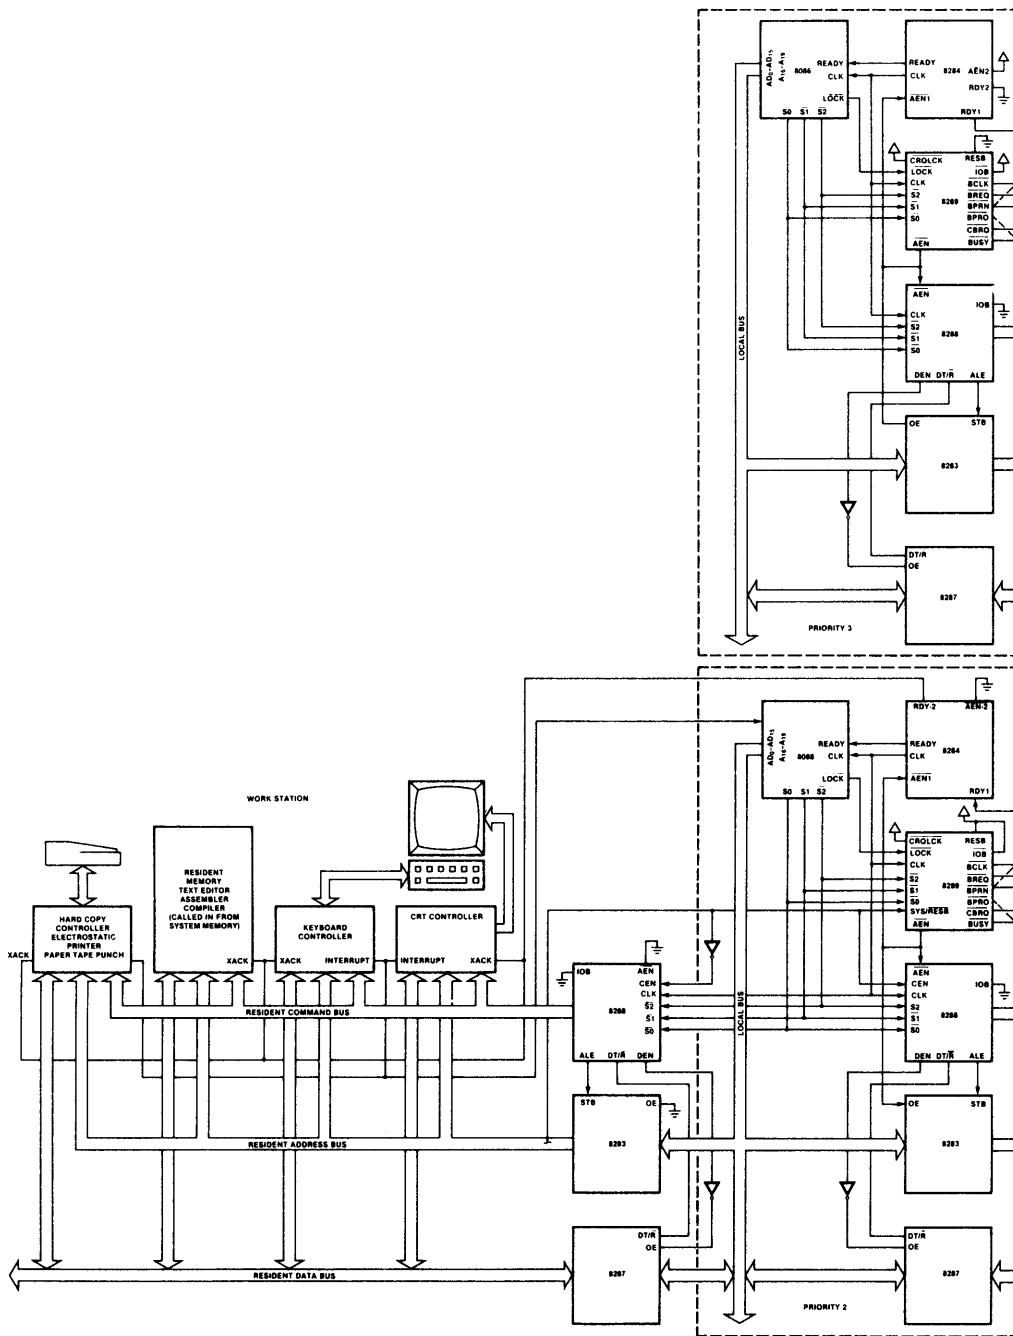 AD0-AD15
A16-A19
8086
READY
CLK
LOCK
S0 S1 S2
READY
CLK
8284
AEN2
RDY2
AEN1
RDY1
CRQLCK
RESB
LOCK
IOB
CLK
BCLK
S2
BREQ
S1
8289
BPRN
S0
BPRO
CBRQ
AEN
BUSY
AEN
IOB
CLK
S2
8288
S1
S0
DEN DT/R ALE
LOCAL BUS
OE
STB
8283
DT/R
OE
8287
PRIORITY 3
RDY-2
AEN-2
AD0-AD15
A16-A19
8086
READY
CLK
LOCK
S0 S1 S2
READY
CLK
8284
AEN1
RDY1
CRQLCK
RESB
LOCK
IOB
CLK
BCLK
S2
BREQ
S1
8289
BPRN
S0
BPRO
SYS/RESB
CBRQ
AEN
BUSY
WORK STATION
RESIDENT
MEMORY
TEXT EDITOR
ASSEMBLER
COMPILER
(CALLED IN FROM
SYSTEM MEMORY)
XACK
HARD COPY
CONTROLLER
ELECTROSTATIC
PRINTER
PAPER TAPE PUNCH
XACK
KEYBOARD
CONTROLLER
XACK INTERRUPT
CRT CONTROLLER
INTERRUPT XACK
RESIDENT COMMAND BUS
IOB
AEN
CEN
CLK
8288
S2
S1
S0
ALE DT/R DEN
LOCAL BUS
AEN
CEN
IOB
CLK
S2
8288
S1
S0
DEN DT/R ALE
STB
OE
8283
RESIDENT ADDRESS BUS
OE
STB
8283
DT/R
OE
8287
RESIDENT DATA BUS
DT/R
OE
8287
PRIORITY 2